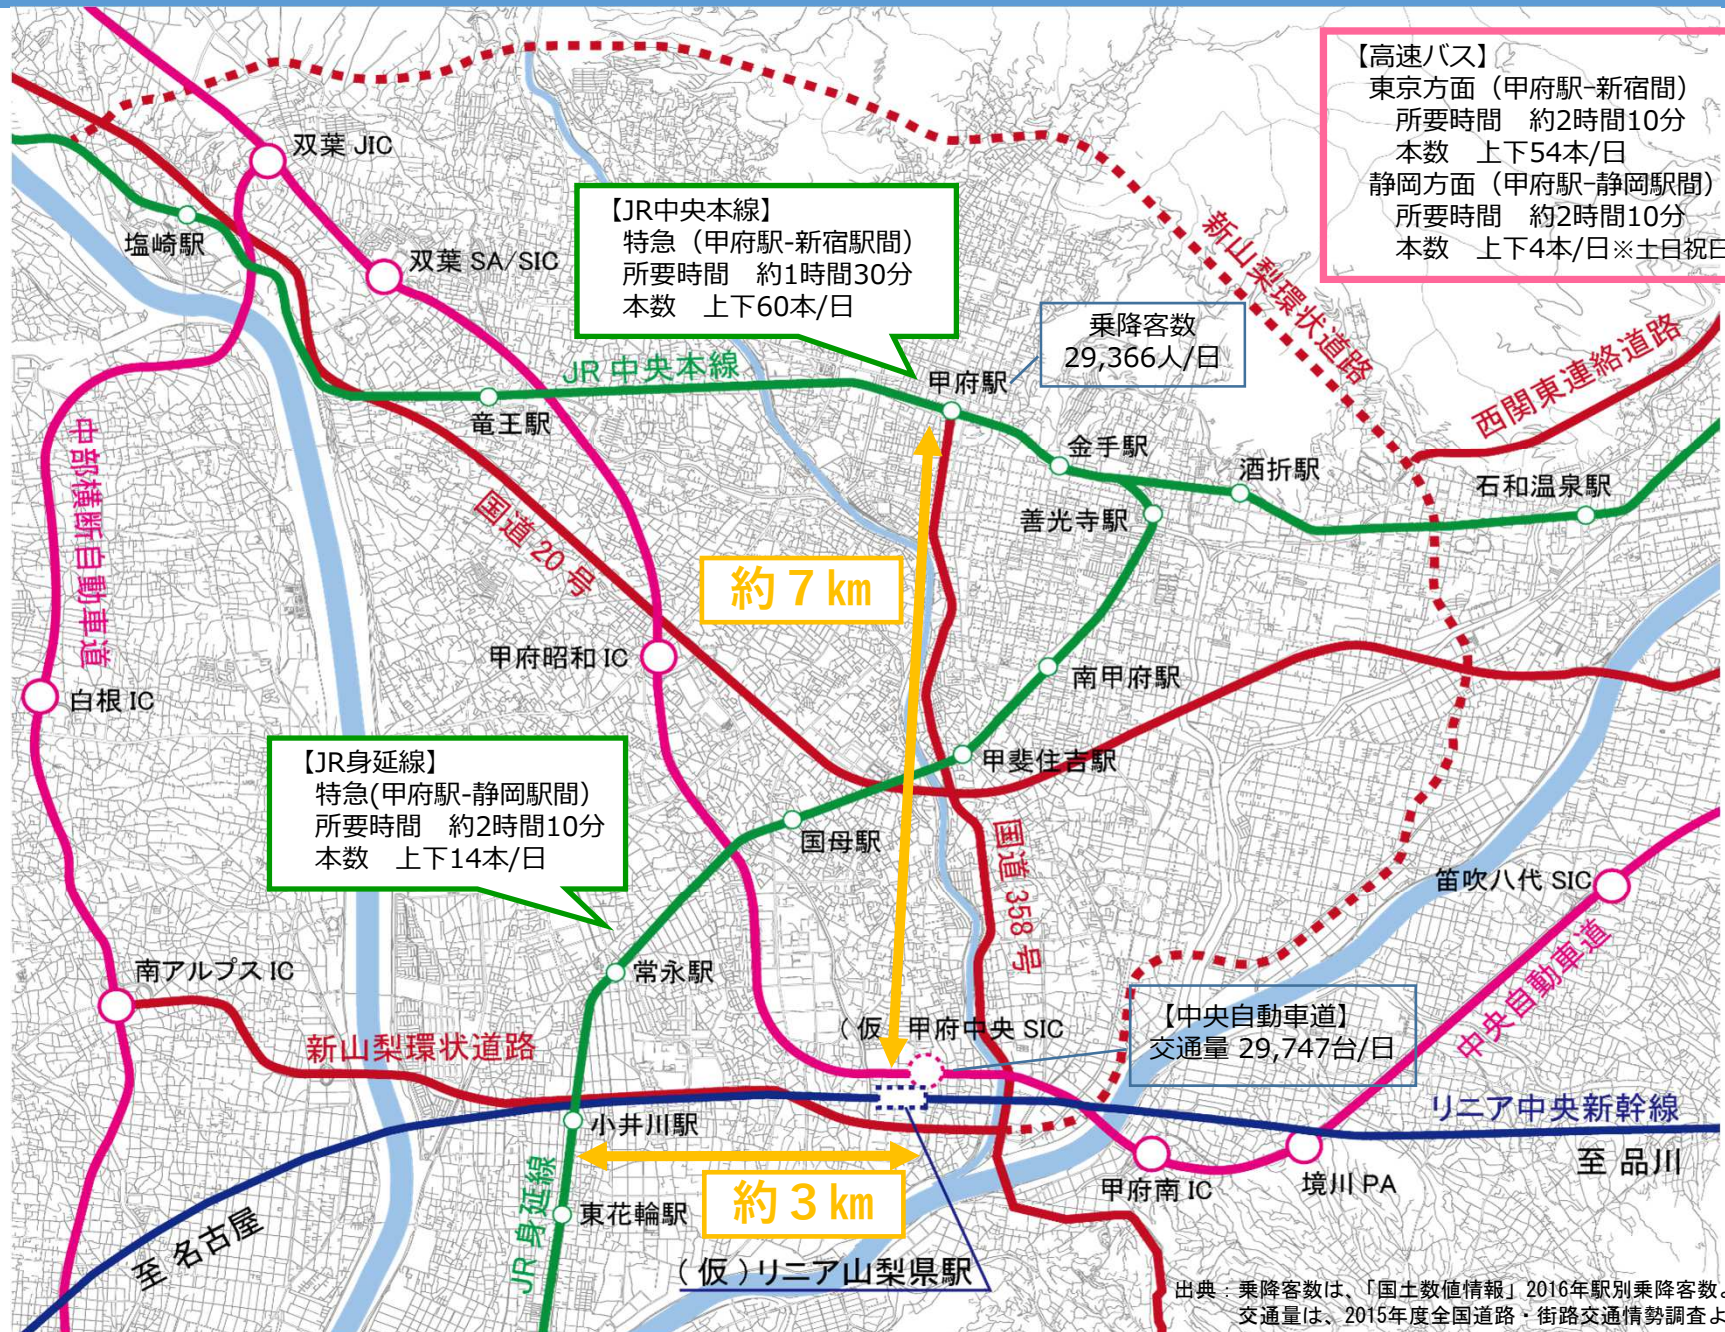 【高速バス】
東京方面（甲府駅-新宿間）
所要時間　約2時間10分
本数　上下54本/日
静岡方面（甲府駅-静岡駅間）
所要時間　約2時間10分
本数　上下4本/日※土日祝日
双葉 JIC
塩崎駅
双葉 SA/SIC
【JR中央本線】
特急（甲府駅-新宿駅間）
所要時間　約1時間30分
本数　上下60本/日
新山梨環状道路
乗降客数
29,366人/日
西関東連絡道路
JR 中央本線
甲府駅
竜王駅
金手駅
酒折駅
石和温泉駅
善光寺駅
中部横断自動車道
国道 20 号
約７㎞
甲府昭和 IC
南甲府駅
白根 IC
甲斐住吉駅
【JR身延線】
特急(甲府駅-静岡駅間)
所要時間　約2時間10分
本数　上下14本/日
国母駅
国道 358 号
笛吹八代 SIC
常永駅
南アルプス IC
中央自動車道
（仮）甲府中央 SIC
【中央自動車道】
交通量 29,747台/日
新山梨環状道路
リニア中央新幹線
小井川駅
至 品川
約３㎞
甲府南 IC
境川 PA
JR 身延線
東花輪駅
至 名古屋
（仮）リニア山梨県駅
出典：乗降客数は、「国土数値情報」2016年駅別乗降客数
交通量は、2015年度全国道路・街路交通情勢調査よ